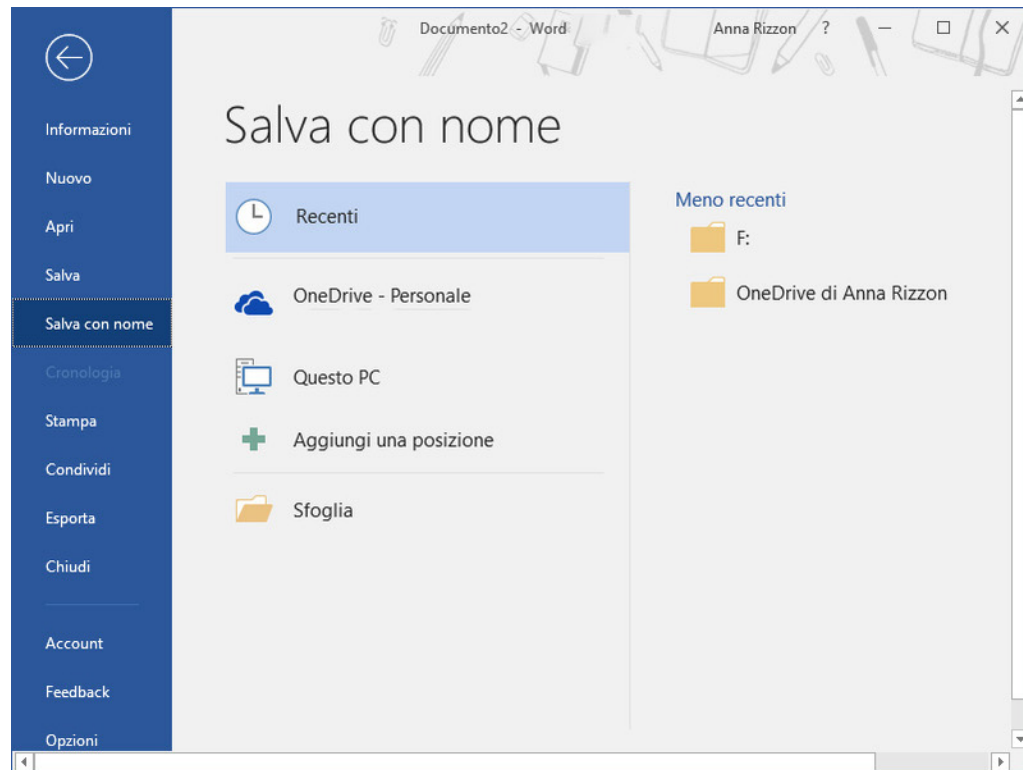 Documento2 - Word
Anna Rizzon ?
Informazioni
Nuovo
Apri
Salva
Salva con nome
Cronologia
Stampa
Condividi
Esporta
Chiudi
Account
Feedback
Opzioni
Salva con nome
Recenti
OneDrive - Personale
Questo PC
Aggiungi una posizione
Sfoglia
Meno recenti
F:
OneDrive di Anna Rizzon